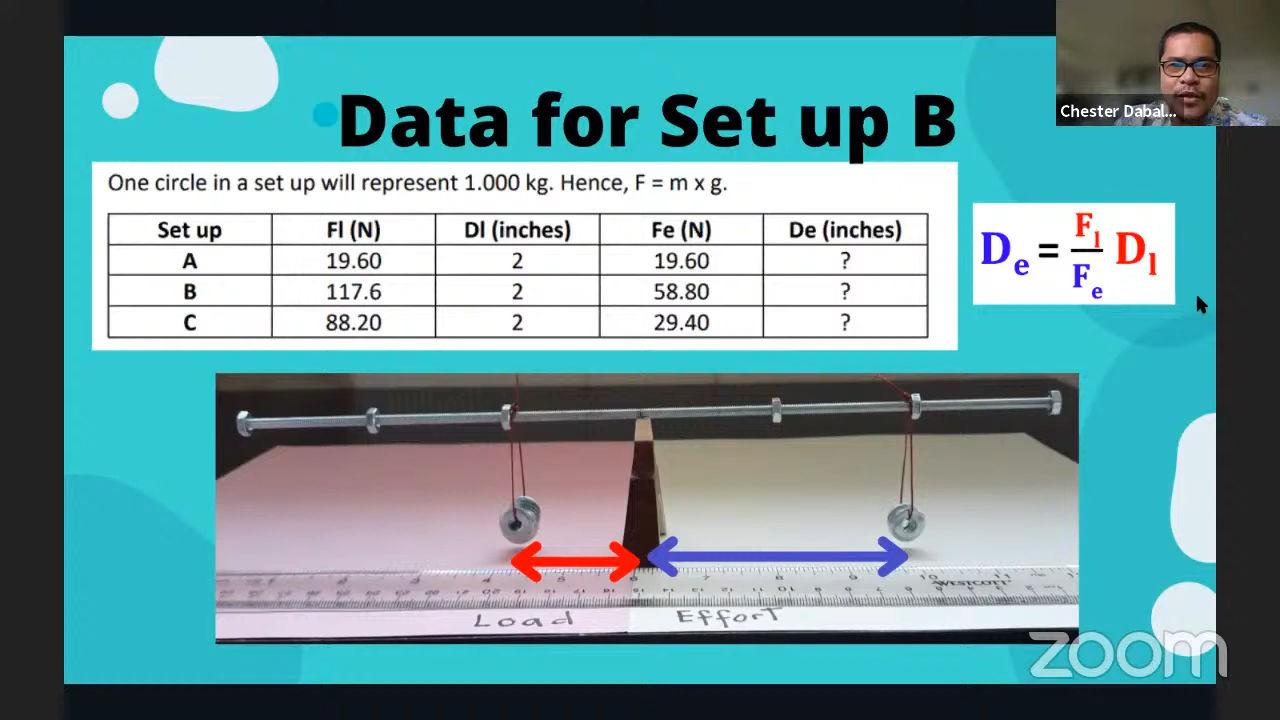 Data for Set up B
Chester Dabal...
One circle in a set up will represent 1.000 kg. Hence, F = m x g.
Set up Fl (N) Dl (inches) Fe (N) De (inches)
A 19.60 2 19.60 ?
B 117.6 2 58.80 ?
C 88.20 2 29.40 ?
De = Fl/Fe Dl
WESTCOTT
Load Effort
zoom